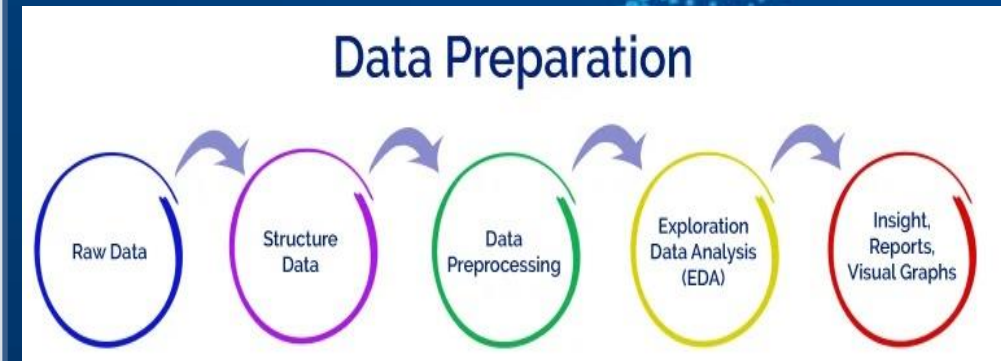 Data Preparation
Raw Data
Structure
Data
Data
Preprocessing
Exploration
Data Analysis
(EDA)
Insight,
Reports,
Visual Graphs